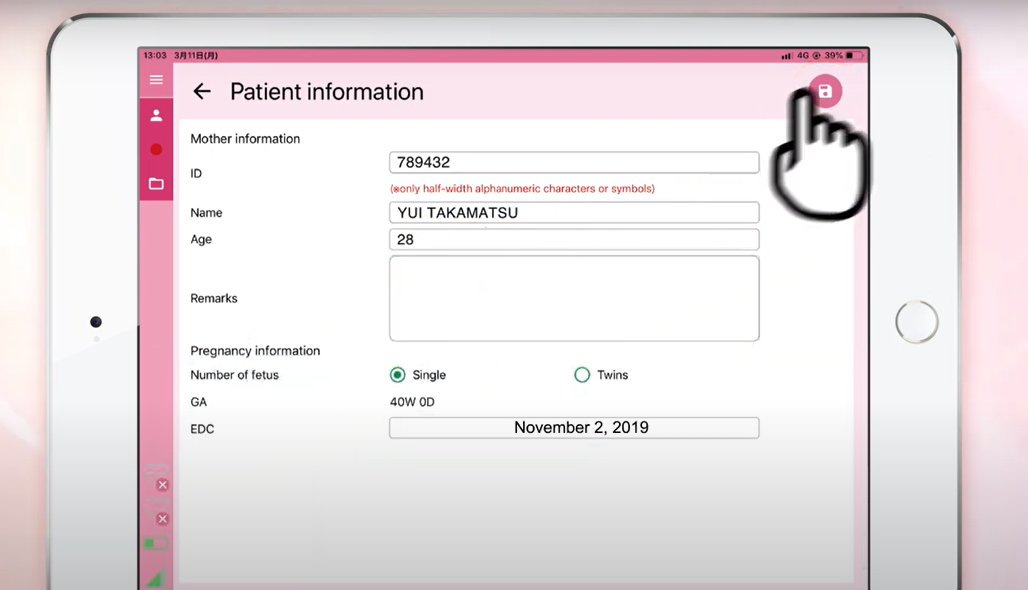 13:03 3月11日(月)
4G 39%
Patient information
Mother information
ID
789432
(※only half-width alphanumeric characters or symbols)
Name
YUI TAKAMATSU
Age
28
Remarks
Pregnancy information
Number of fetus
Single
Twins
GA
40W 0D
EDC
November 2, 2019